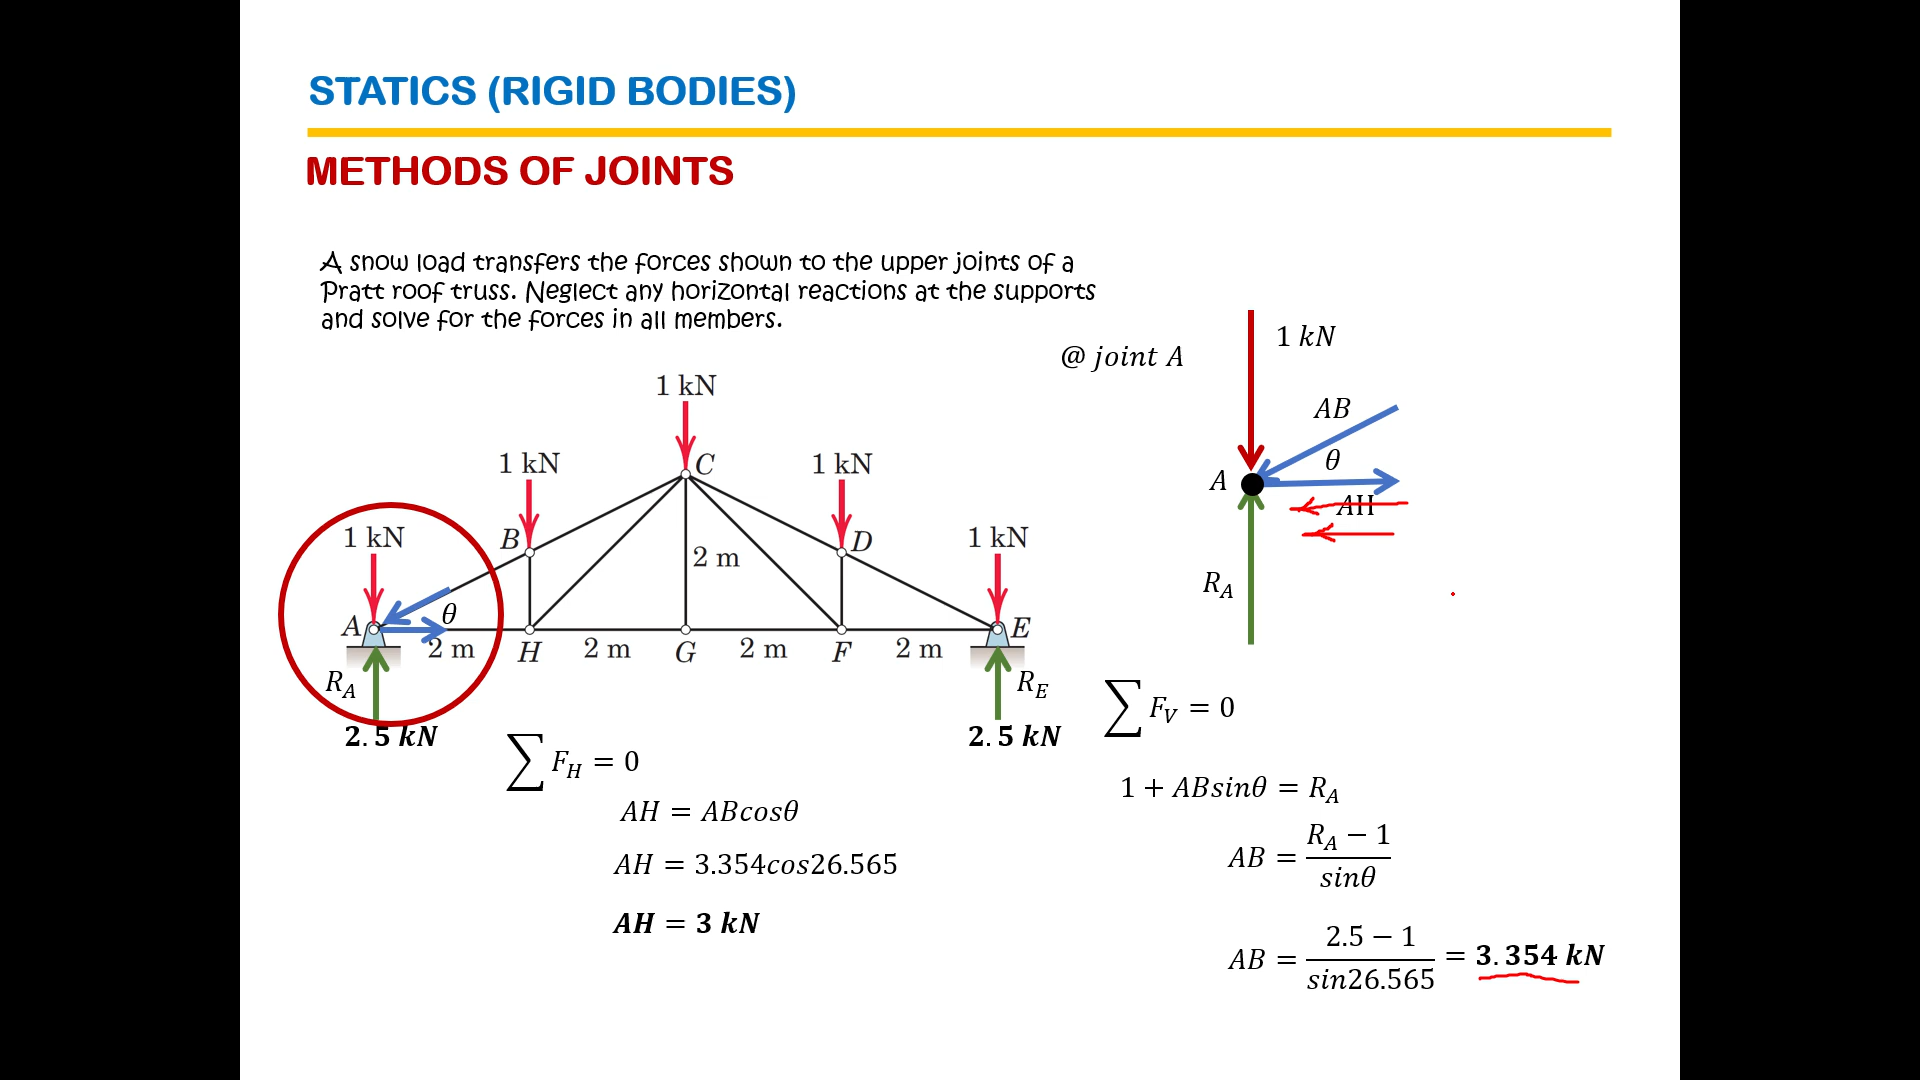 STATICS (RIGID BODIES)
METHODS OF JOINTS
A snow load transfers the forces shown to the upper joints of a
Pratt roof truss. Neglect any horizontal reactions at the supports
and solve for the forces in all members.
@ joint A
1 kN
AB
θ
A
AH
R_A
1 kN
1 kN
C
1 kN
1 kN
B
D
1 kN
1 kN
2 m
A
θ
E
2 m
H
2 m
G
2 m
F
2 m
R_A
R_E
2.5 kN
2.5 kN
∑F_H = 0
AH = ABcosθ
AH = 3.354cos26.565
AH = 3 kN
∑F_V = 0
1 + ABsinθ = R_A
AB = (R_A − 1)/sinθ
AB = (2.5 − 1)/sin26.565 = 3.354 kN